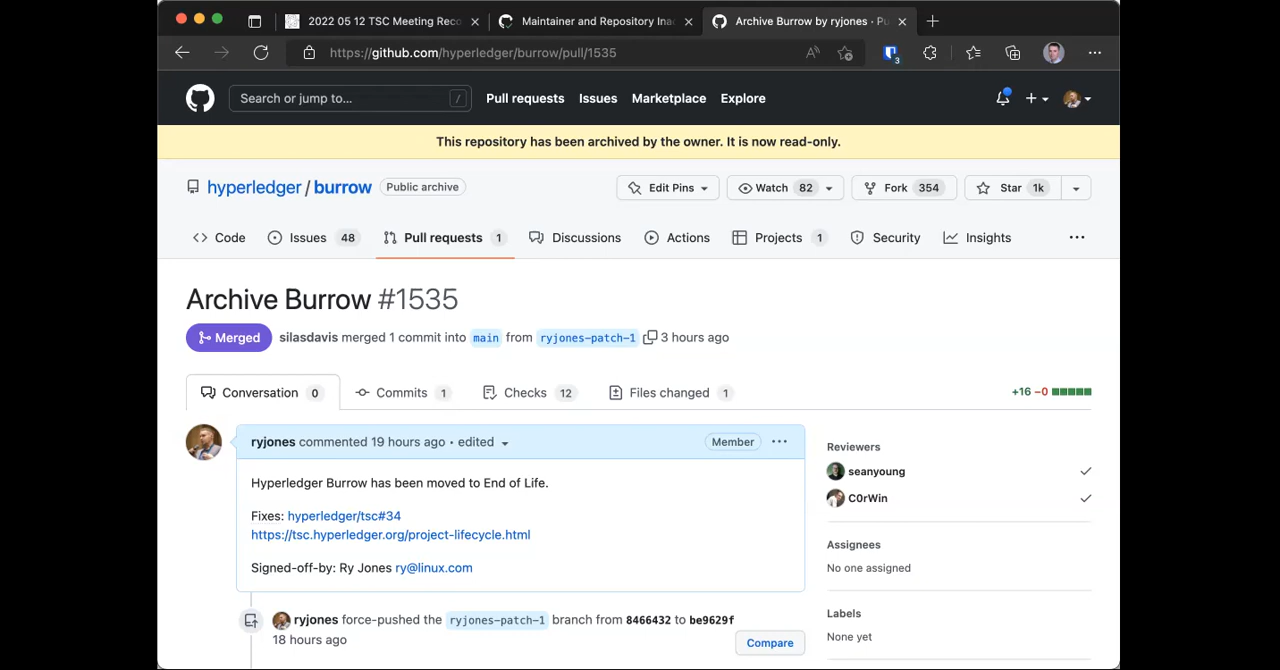 2022 05 12 TSC Meeting Reco
Maintainer and Repository Ina
Archive Burrow by ryjones · Pu
https://github.com/hyperledger/burrow/pull/1535
3
Search or jump to... /
Pull requests Issues Marketplace Explore
This repository has been archived by the owner. It is now read-only.
hyperledger / burrow Public archive
Edit Pins Watch 82 Fork 354 Star 1k
Code Issues 48 Pull requests 1 Discussions Actions Projects 1 Security Insights ...
Archive Burrow #1535
Merged silasdavis merged 1 commit into main from ryjones-patch-1 3 hours ago
Conversation 0 Commits 1 Checks 12 Files changed 1 +16 −0
ryjones commented 19 hours ago • edited Member ...
Hyperledger Burrow has been moved to End of Life.
Fixes: hyperledger/tsc#34
https://tsc.hyperledger.org/project-lifecycle.html
Signed-off-by: Ry Jones ry@linux.com
ryjones force-pushed the ryjones-patch-1 branch from 8466432 to be9629f
18 hours ago
Compare
Reviewers
seanyoung
C0rWin
Assignees
No one assigned
Labels
None yet